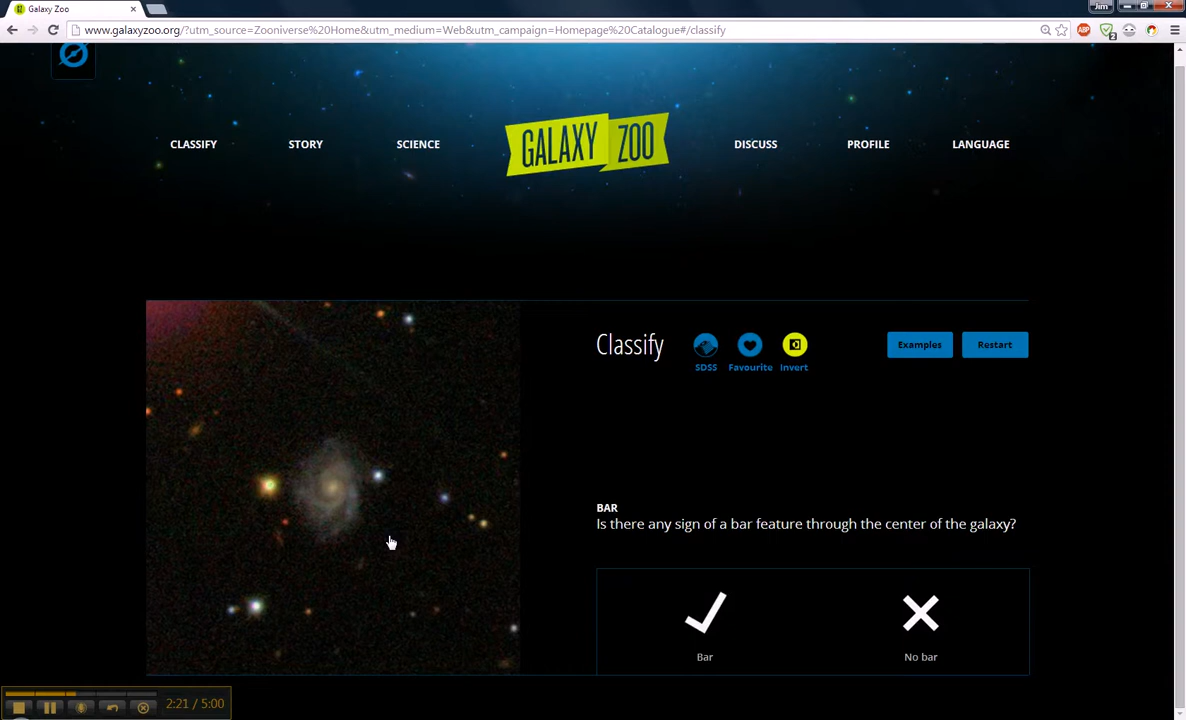 Galaxy Zoo
Jim
www.galaxyzoo.org/?utm_source=Zooniverse%20Home&utm_medium=Web&utm_campaign=Homepage%20Catalogue#/classify
ABP
2
CLASSIFY STORY SCIENCE GALAXY ZOO DISCUSS PROFILE LANGUAGE
Classify
SDSS Favourite Invert
Examples Restart
BAR
Is there any sign of a bar feature through the center of the galaxy?
Bar No bar
2:21 / 5:00